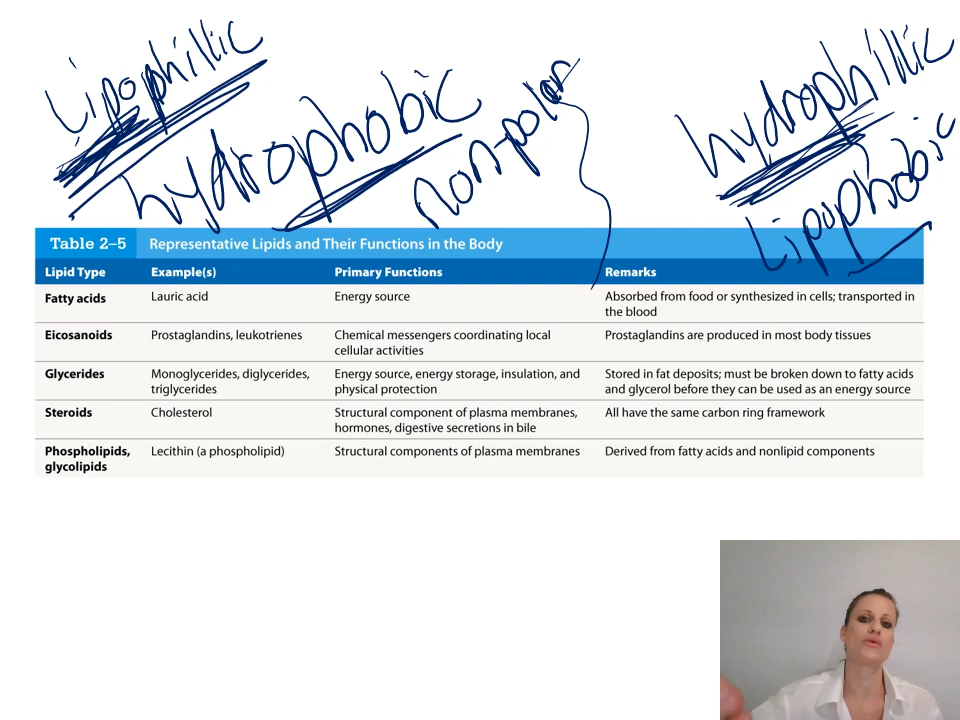 Lipophillic
hydrophobic
non-polar
hydrophillic
Lipophobic
Table 2–5 Representative Lipids and Their Functions in the Body
Lipid Type Example(s) Primary Functions Remarks
Fatty acids Lauric acid Energy source Absorbed from food or synthesized in cells; transported in
the blood
Eicosanoids Prostaglandins, leukotrienes Chemical messengers coordinating local Prostaglandins are produced in most body tissues
cellular activities
Glycerides Monoglycerides, diglycerides, Energy source, energy storage, insulation, and Stored in fat deposits; must be broken down to fatty acids
triglycerides physical protection and glycerol before they can be used as an energy source
Steroids Cholesterol Structural component of plasma membranes, All have the same carbon ring framework
hormones, digestive secretions in bile
Phospholipids, Lecithin (a phospholipid) Structural components of plasma membranes Derived from fatty acids and nonlipid components
glycolipids